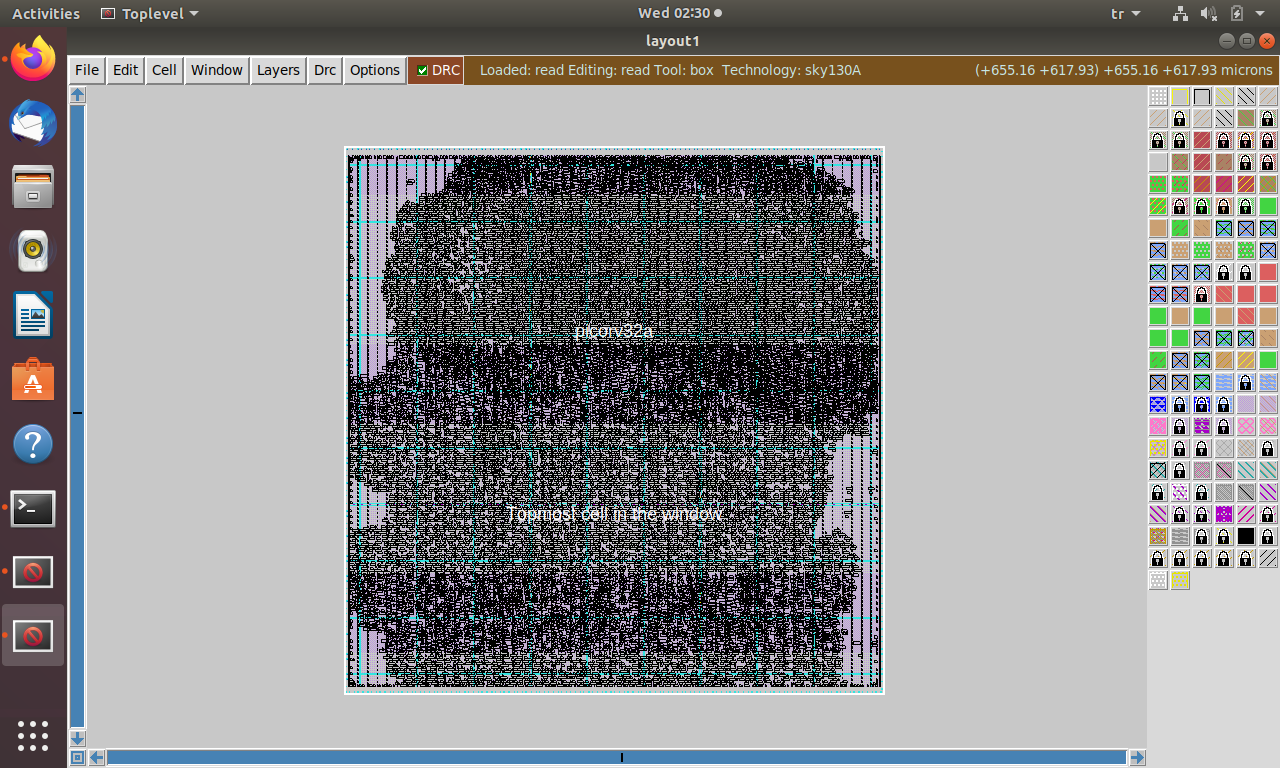 Activities Toplevel Wed 02:30 tr
layout1
File Edit Cell Window Layers Drc Options DRC Loaded: read Editing: read Tool: box Technology: sky130A (+655.16 +617.93) +655.16 +617.93 microns
picorv32a
Topmost cell in the window